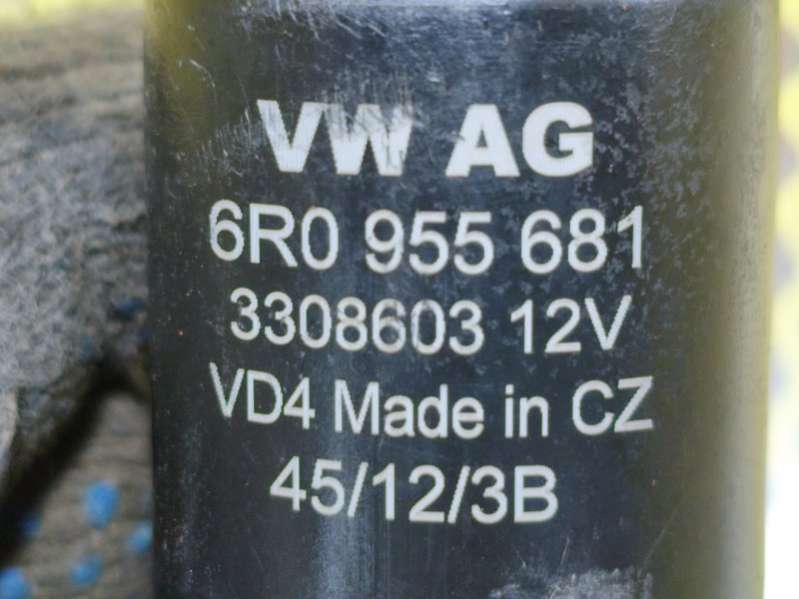 VW AG
6R0 955 681
3308603 12V
VD4 Made in CZ
45/12/3B